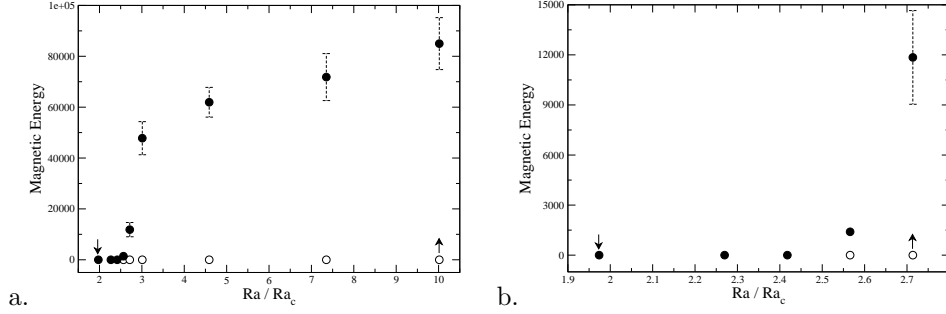 1e+05
80000
60000
40000
20000
0
Magnetic Energy
2 3 4 5 6 7 8 9 10
Ra / Ra_c
a.
15000
12000
9000
6000
3000
0
Magnetic Energy
1.9 2 2.1 2.2 2.3 2.4 2.5 2.6 2.7
Ra / Ra_c
b.